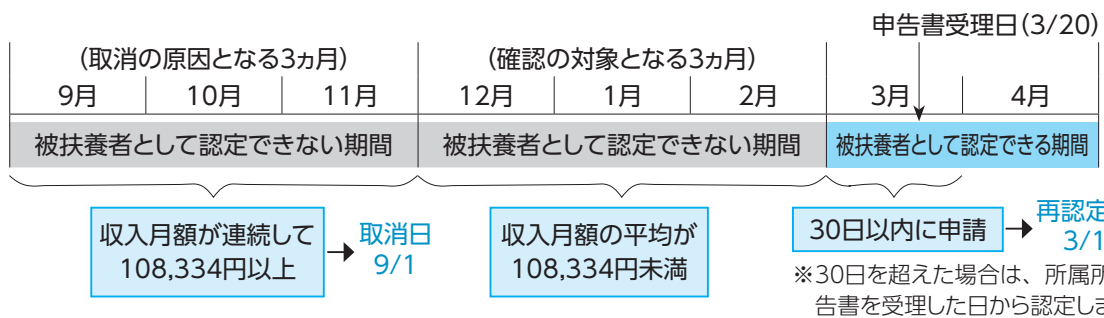 申告書受理日(3/20)
(取消の原因となる3ヵ月)
(確認の対象となる3ヵ月)
9月 10月 11月 12月 1月 2月 3月 4月
被扶養者として認定できない期間 被扶養者として認定できない期間 被扶養者として認定できる期間
収入月額が連続して
108,334円以上
取消日
9/1
収入月額の平均が
108,334円未満
30日以内に申請
再認定
3/1
※30日を超えた場合は、所属所
告書を受理した日から認定しま